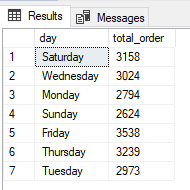 Results Messages
day total_order
1 Saturday 3158
2 Wednesday 3024
3 Monday 2794
4 Sunday 2624
5 Friday 3538
6 Thursday 3239
7 Tuesday 2973